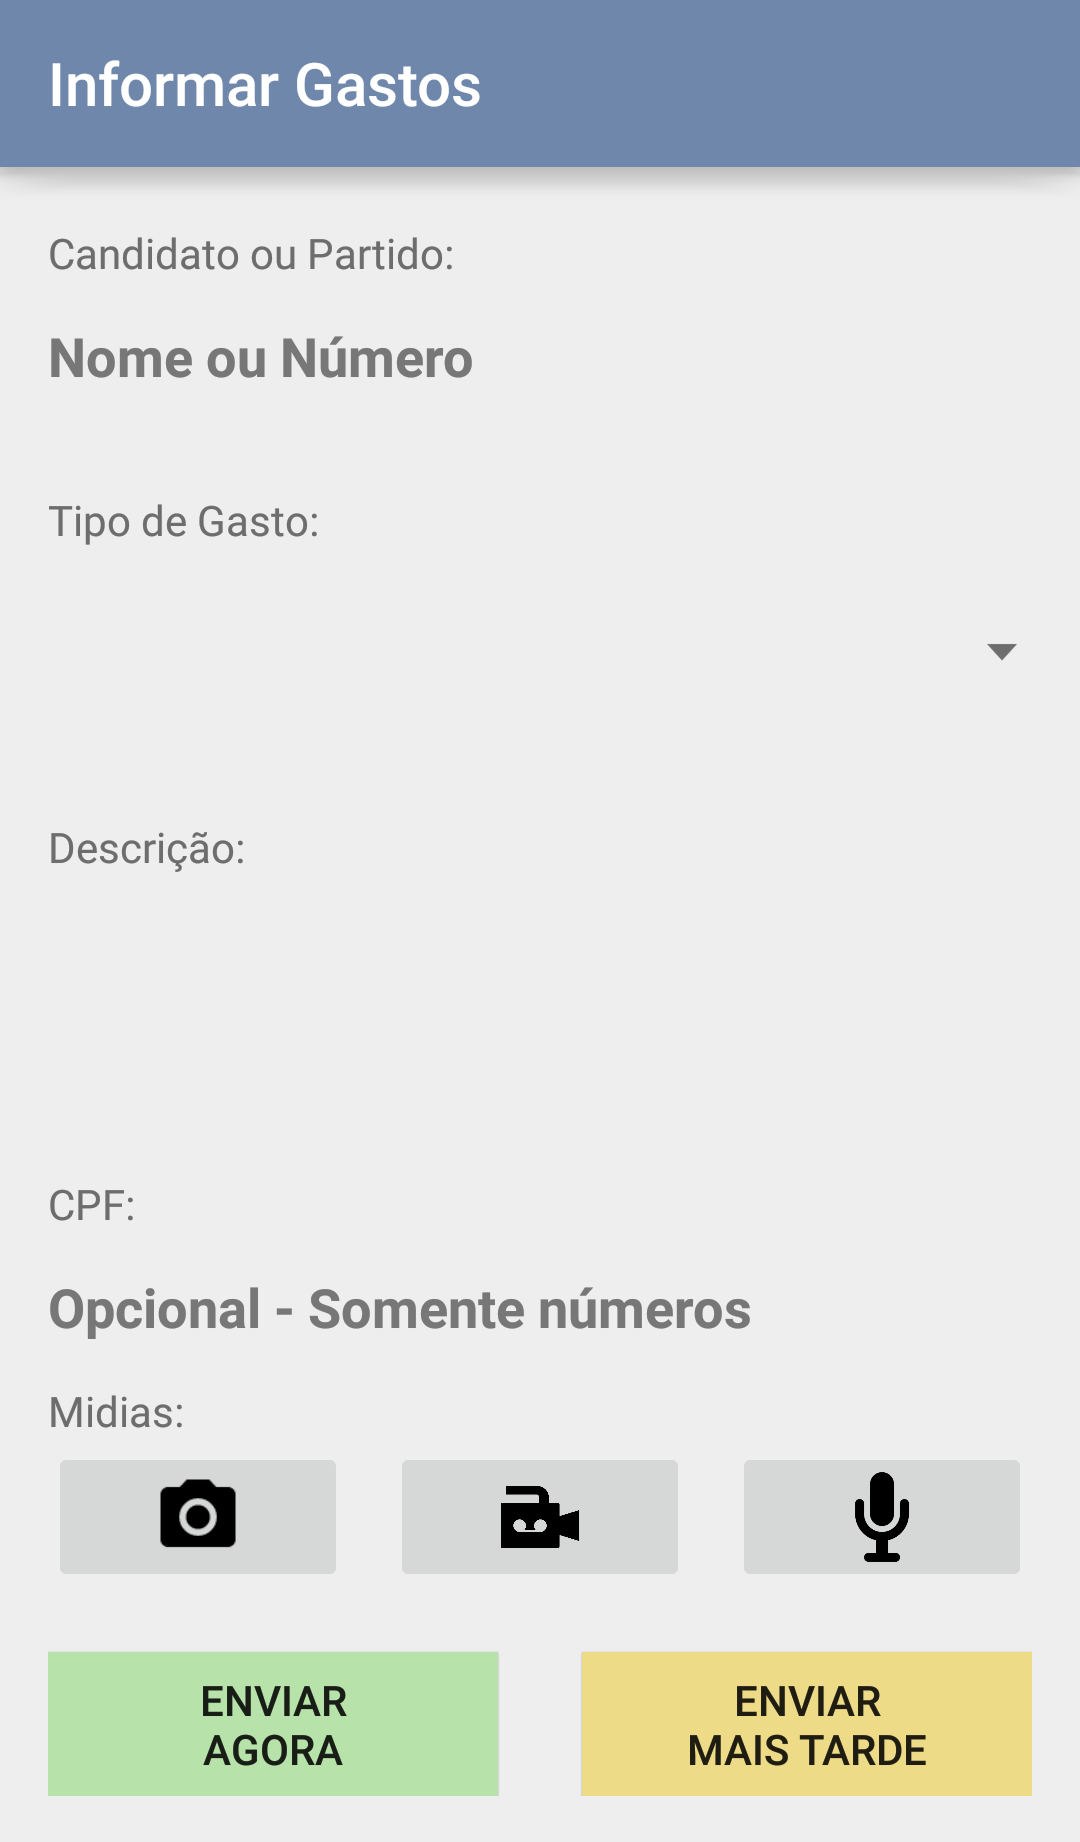 Informar Gastos
Candidato ou Partido:
Nome ou Número
Tipo de Gasto:
Descrição:
CPF:
Opcional - Somente números
Midias:
ENVIAR
AGORA
ENVIAR
MAIS TARDE